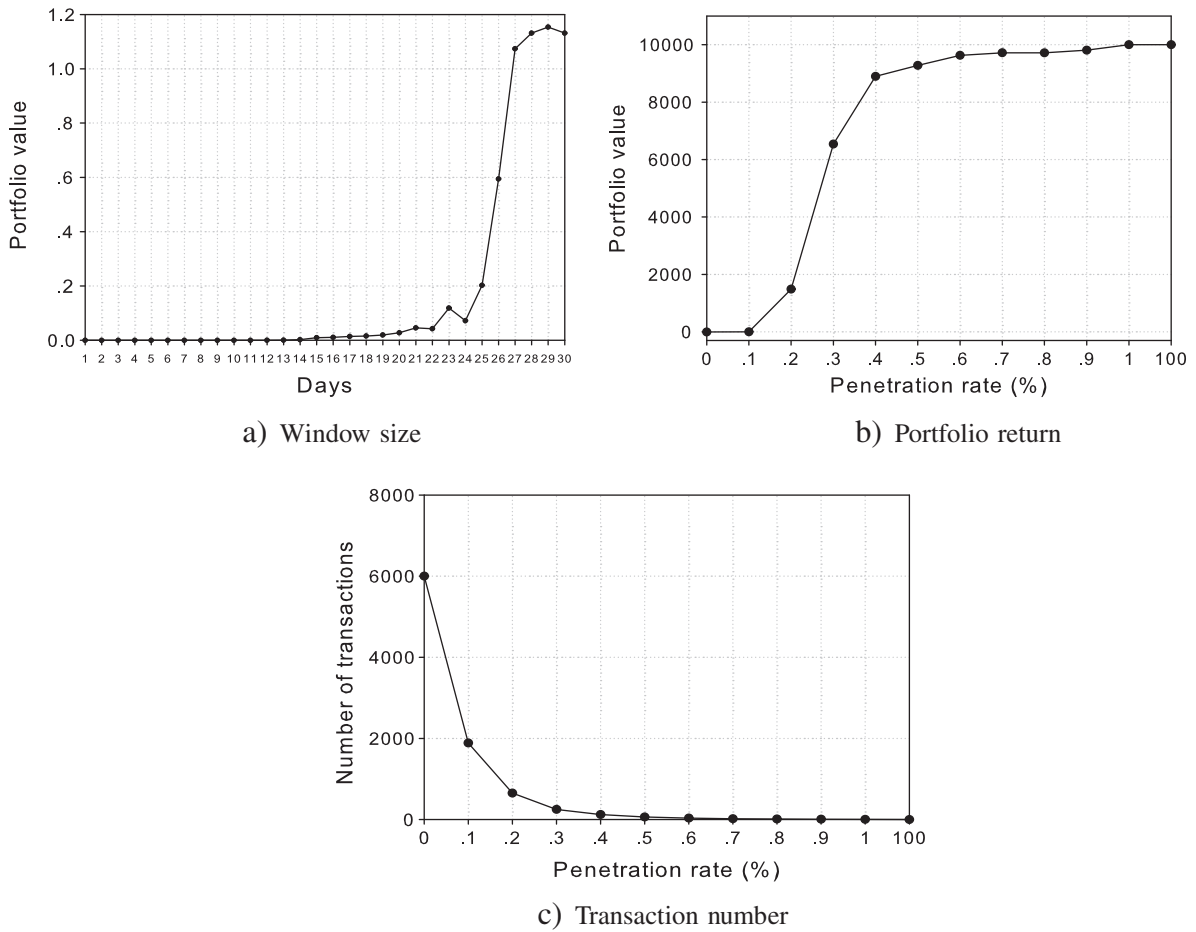 Portfolio value
1.2
1.0
.8
.6
.4
.2
0.0
1 2 3 4 5 6 7 8 9 10 11 12 13 14 15 16 17 18 19 20 21 22 23 24 25 26 27 28 29 30
Days
a) Window size
Portfolio value
10000
8000
6000
4000
2000
0
0 .1 .2 .3 .4 .5 .6 .7 .8 .9 1 100
Penetration rate (%)
b) Portfolio return
Number of transactions
8000
6000
4000
2000
0
0 .1 .2 .3 .4 .5 .6 .7 .8 .9 1 100
Penetration rate (%)
c) Transaction number